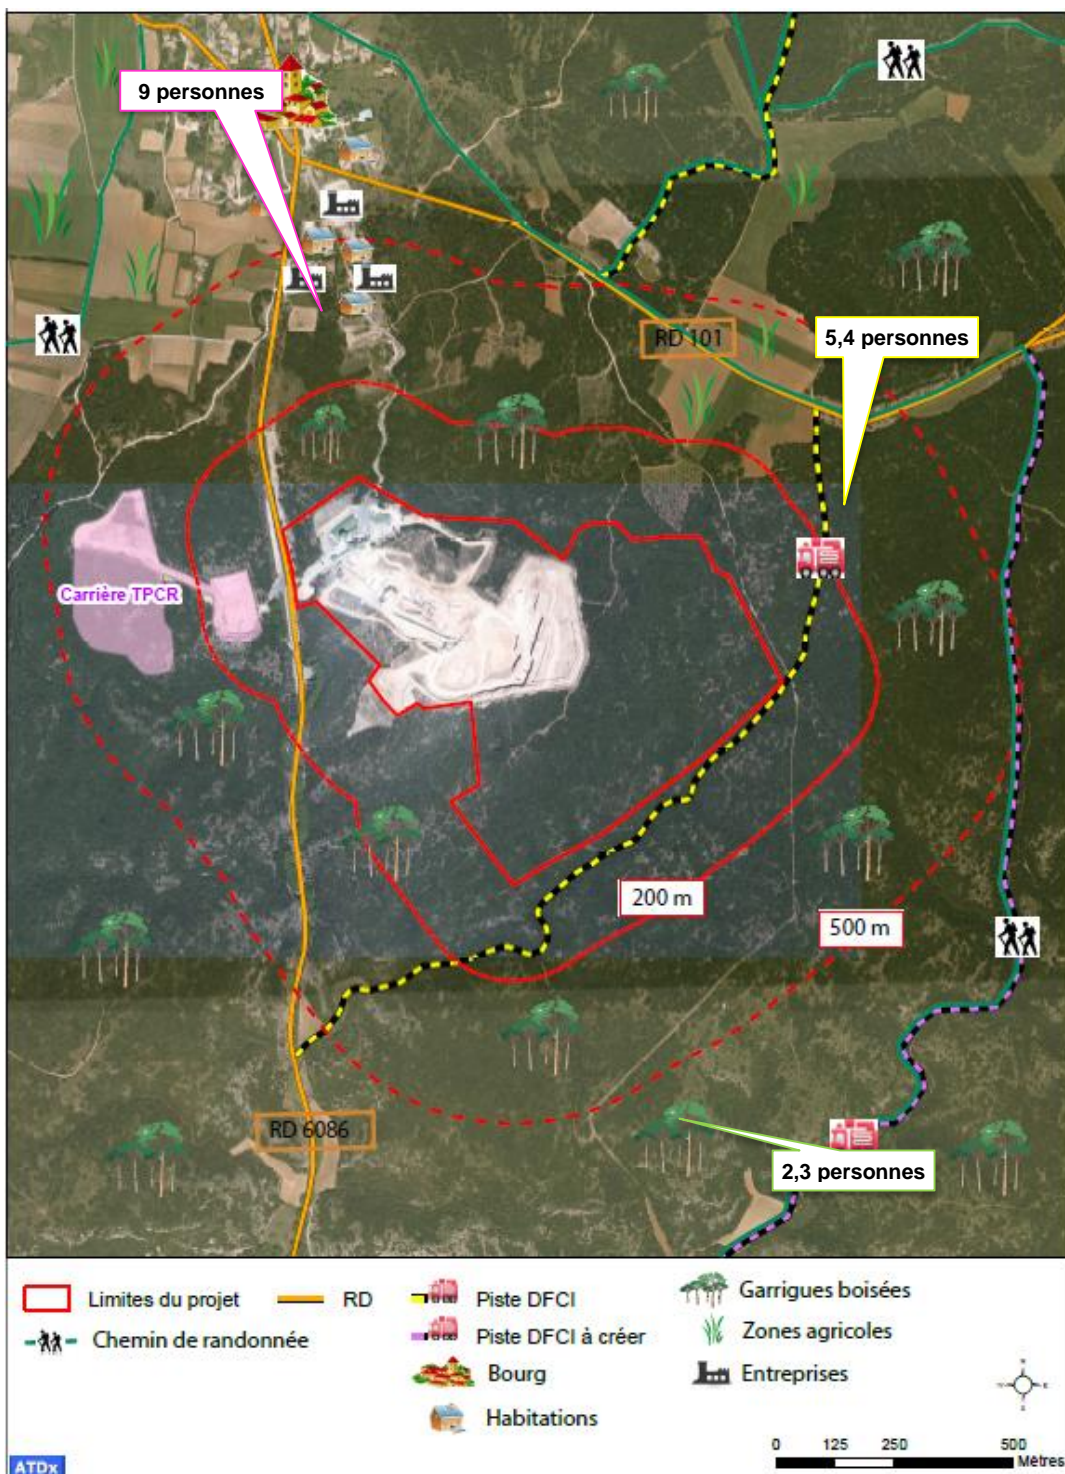 9 personnes
RD 101
5,4 personnes
Carrière TPCR
200 m
500 m
RD 6086
2,3 personnes
Limites du projet
RD
Piste DFCI
Garrigues boisées
Chemin de randonnée
Piste DFCI à créer
Zones agricoles
Bourg
Entreprises
Habitations
N
S
0 125 250 500
Mètres
ATDx